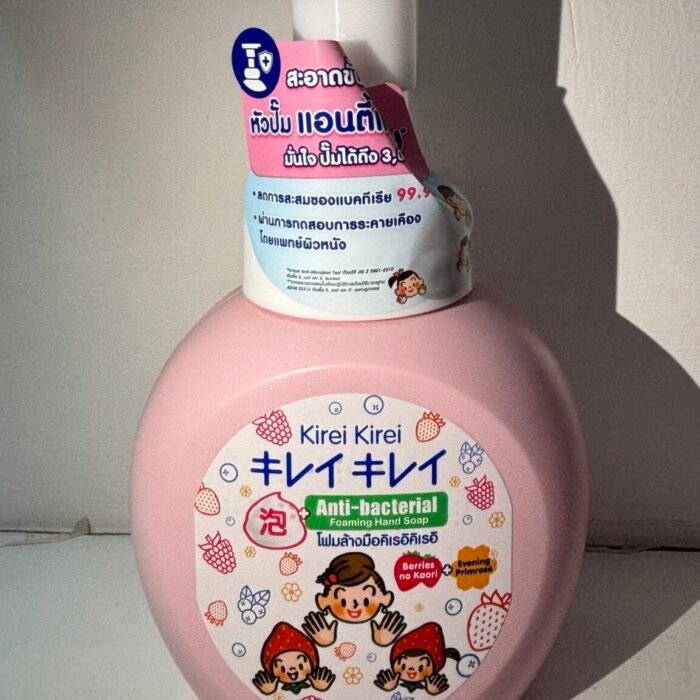 สะอาดขั้
หัวปั๊ม แอนตี้
มั่นใจ ปั๊มได้ถึง 3,
• ลดการสะสมของแบคทีเรีย 99.9
• ผ่านการทดสอบการระคายเคือง
โดยแพทย์ผิวหนัง
Kirei Kirei
キレイ キレイ
泡 + Anti-bacterial
Foaming Hand Soap
โฟมล้างมือคิเรอิคิเรอิ
Berries
no Kaori + Evening
Primrose